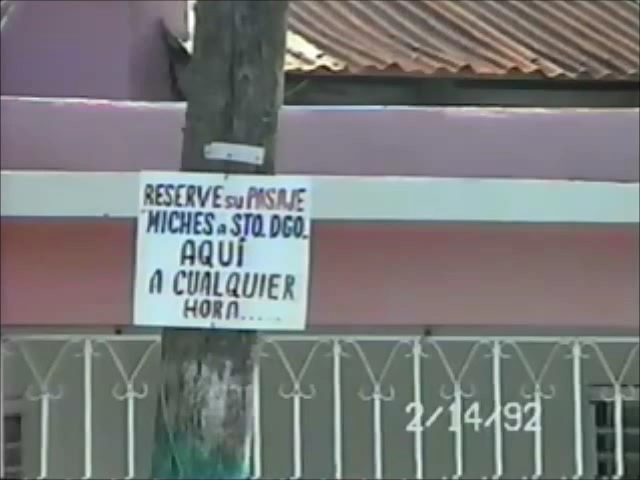 RESERVE su PASAJE
MICHES a STO. DGO.
AQUÍ
A CUALQUIER
HORA.....
2/14/92